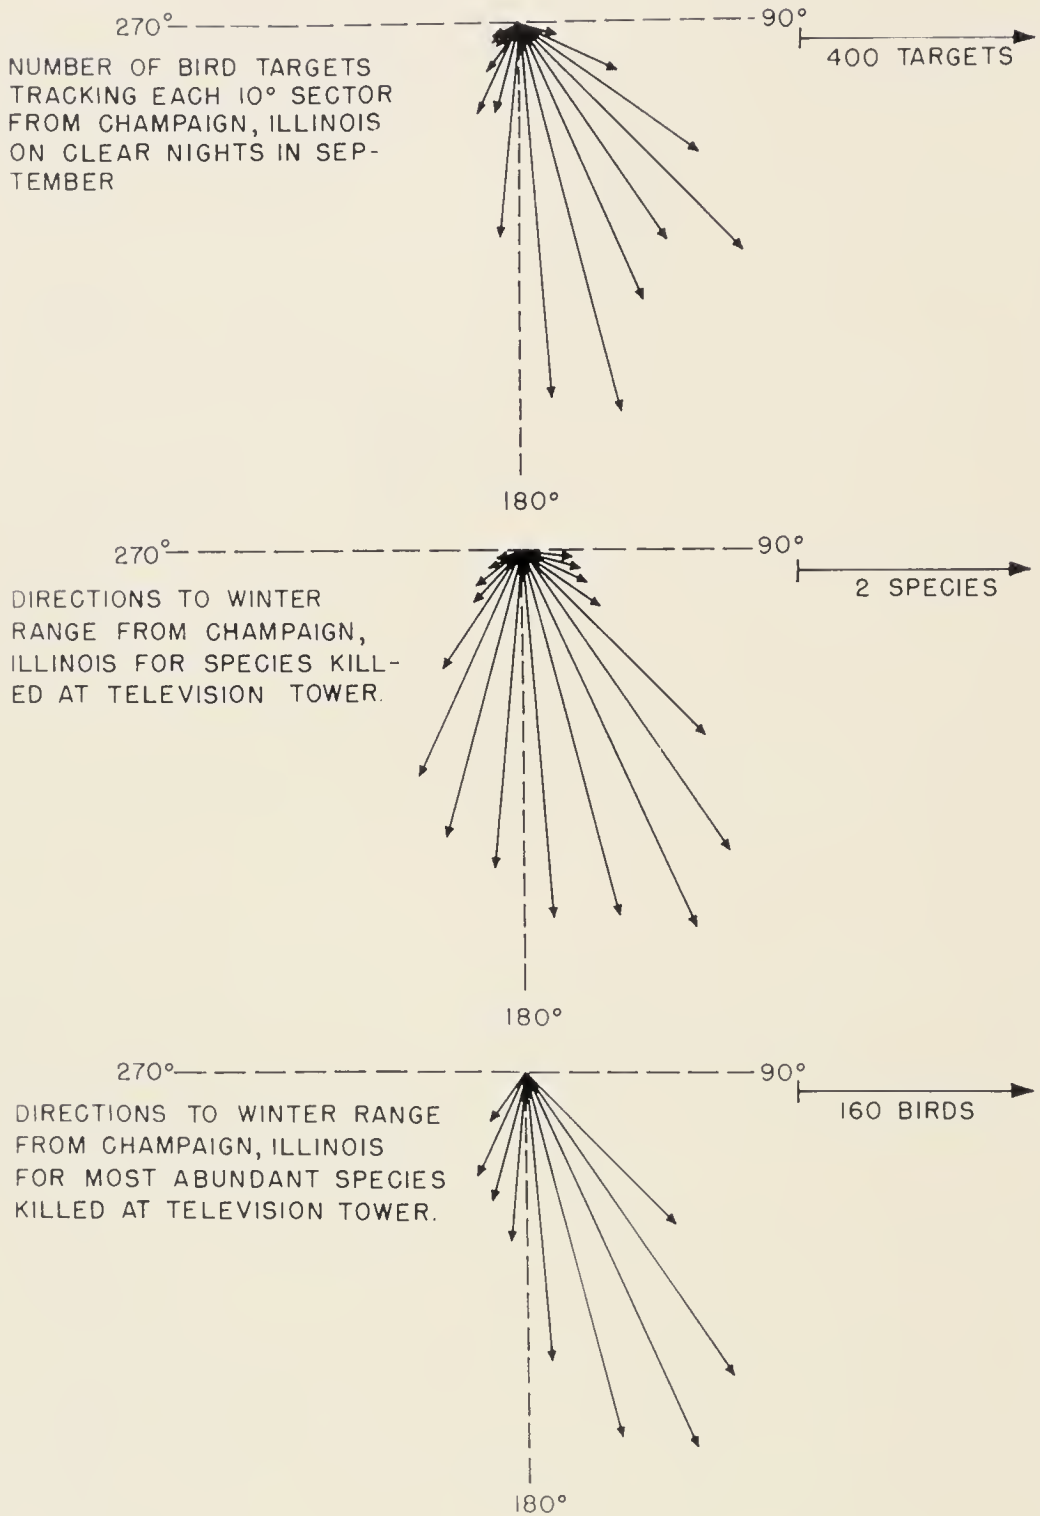 270° 90°
400 TARGETS
NUMBER OF BIRD TARGETS
TRACKING EACH 10° SECTOR
FROM CHAMPAIGN, ILLINOIS
ON CLEAR NIGHTS IN SEP-
TEMBER
180°
270° 90°
2 SPECIES
DIRECTIONS TO WINTER
RANGE FROM CHAMPAIGN,
ILLINOIS FOR SPECIES KILL-
ED AT TELEVISION TOWER.
180°
270° 90°
160 BIRDS
DIRECTIONS TO WINTER RANGE
FROM CHAMPAIGN, ILLINOIS
FOR MOST ABUNDANT SPECIES
KILLED AT TELEVISION TOWER.
180°